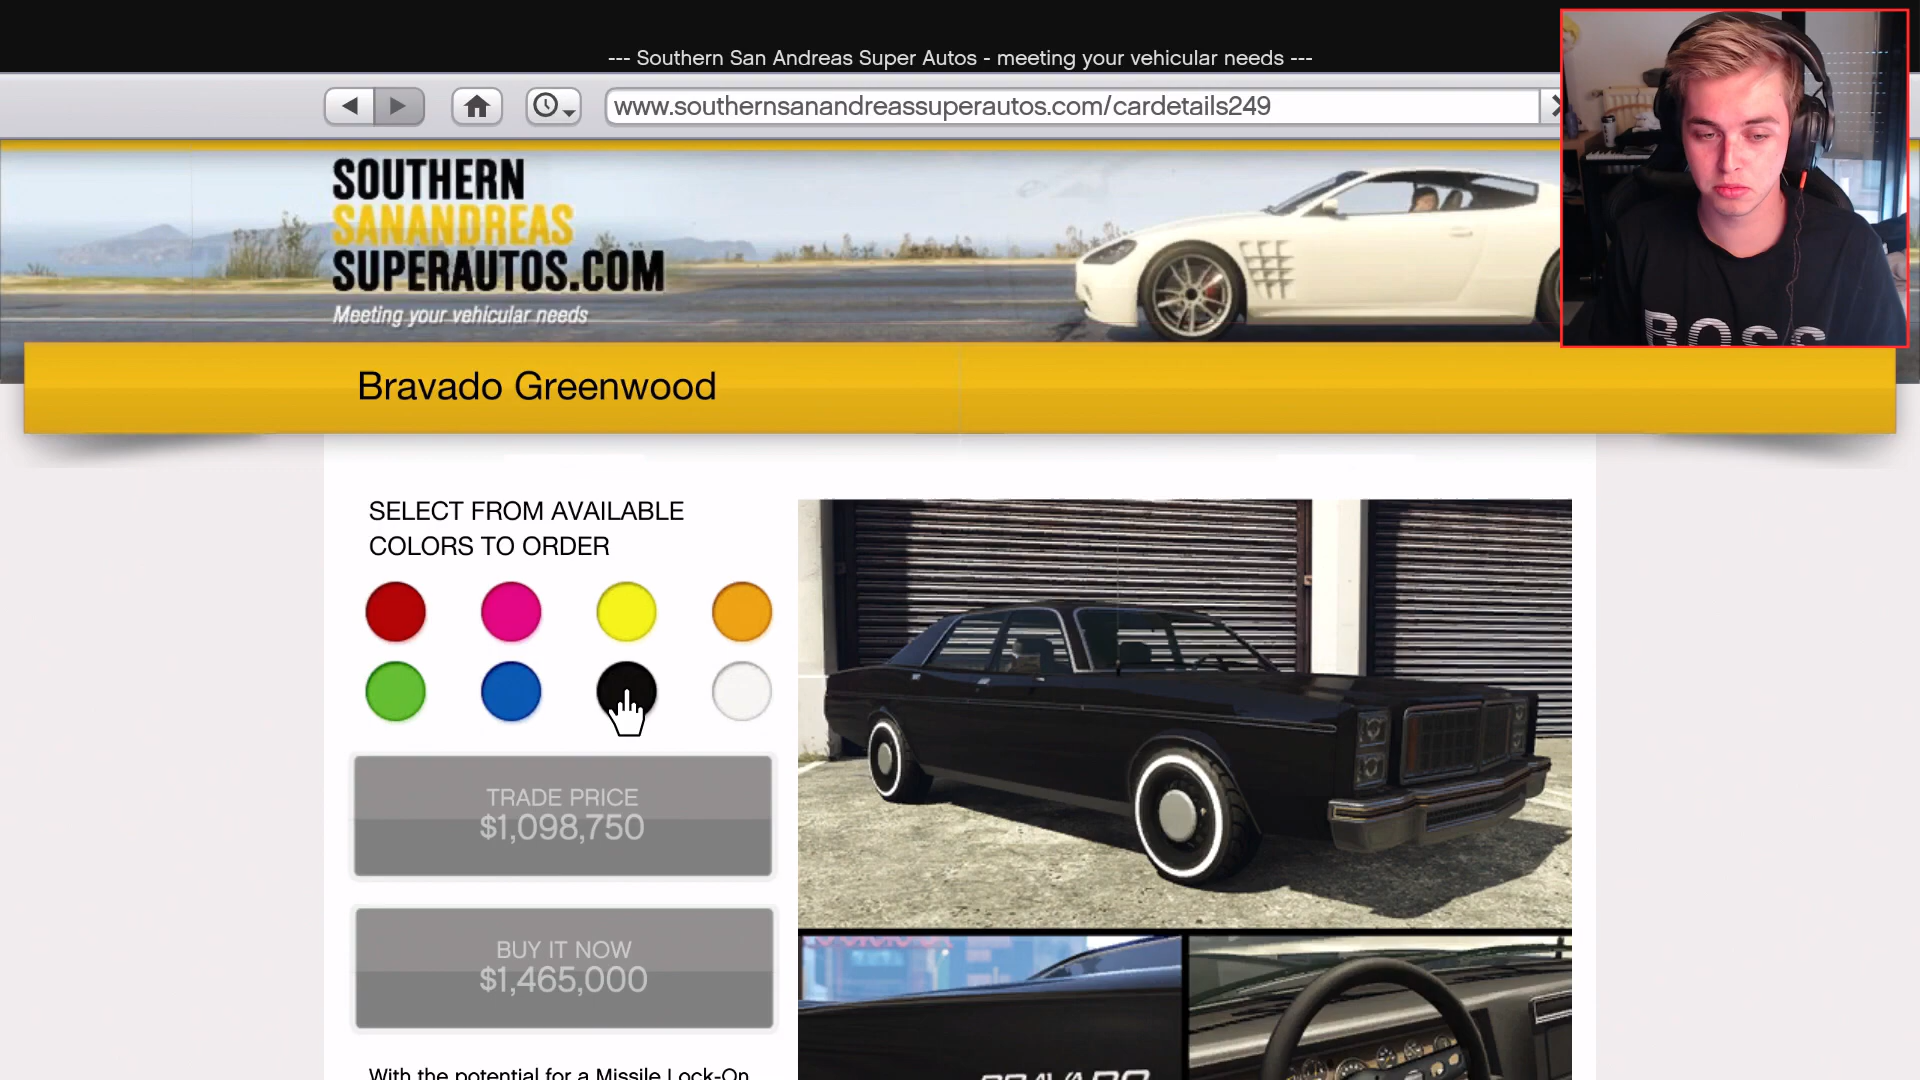 --- Southern San Andreas Super Autos - meeting your vehicular needs ---
www.southernsanandreassuperautos.com/cardetails249
SOUTHERN
SANANDREAS
SUPERAUTOS.COM
Meeting your vehicular needs
BOSS
Bravado Greenwood
SELECT FROM AVAILABLE
COLORS TO ORDER
TRADE PRICE
$1,098,750
BUY IT NOW
$1,465,000
With the potential for a Missile Lock-On
BRAVADO